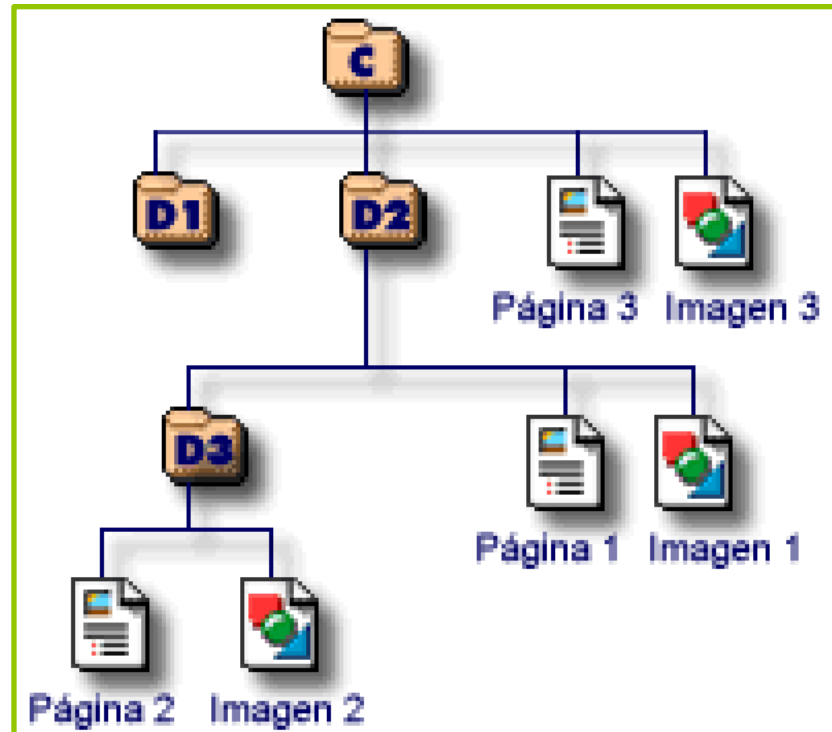 C
D1 D2
Página 3 Imagen 3
D3
Página 1 Imagen 1
Página 2 Imagen 2